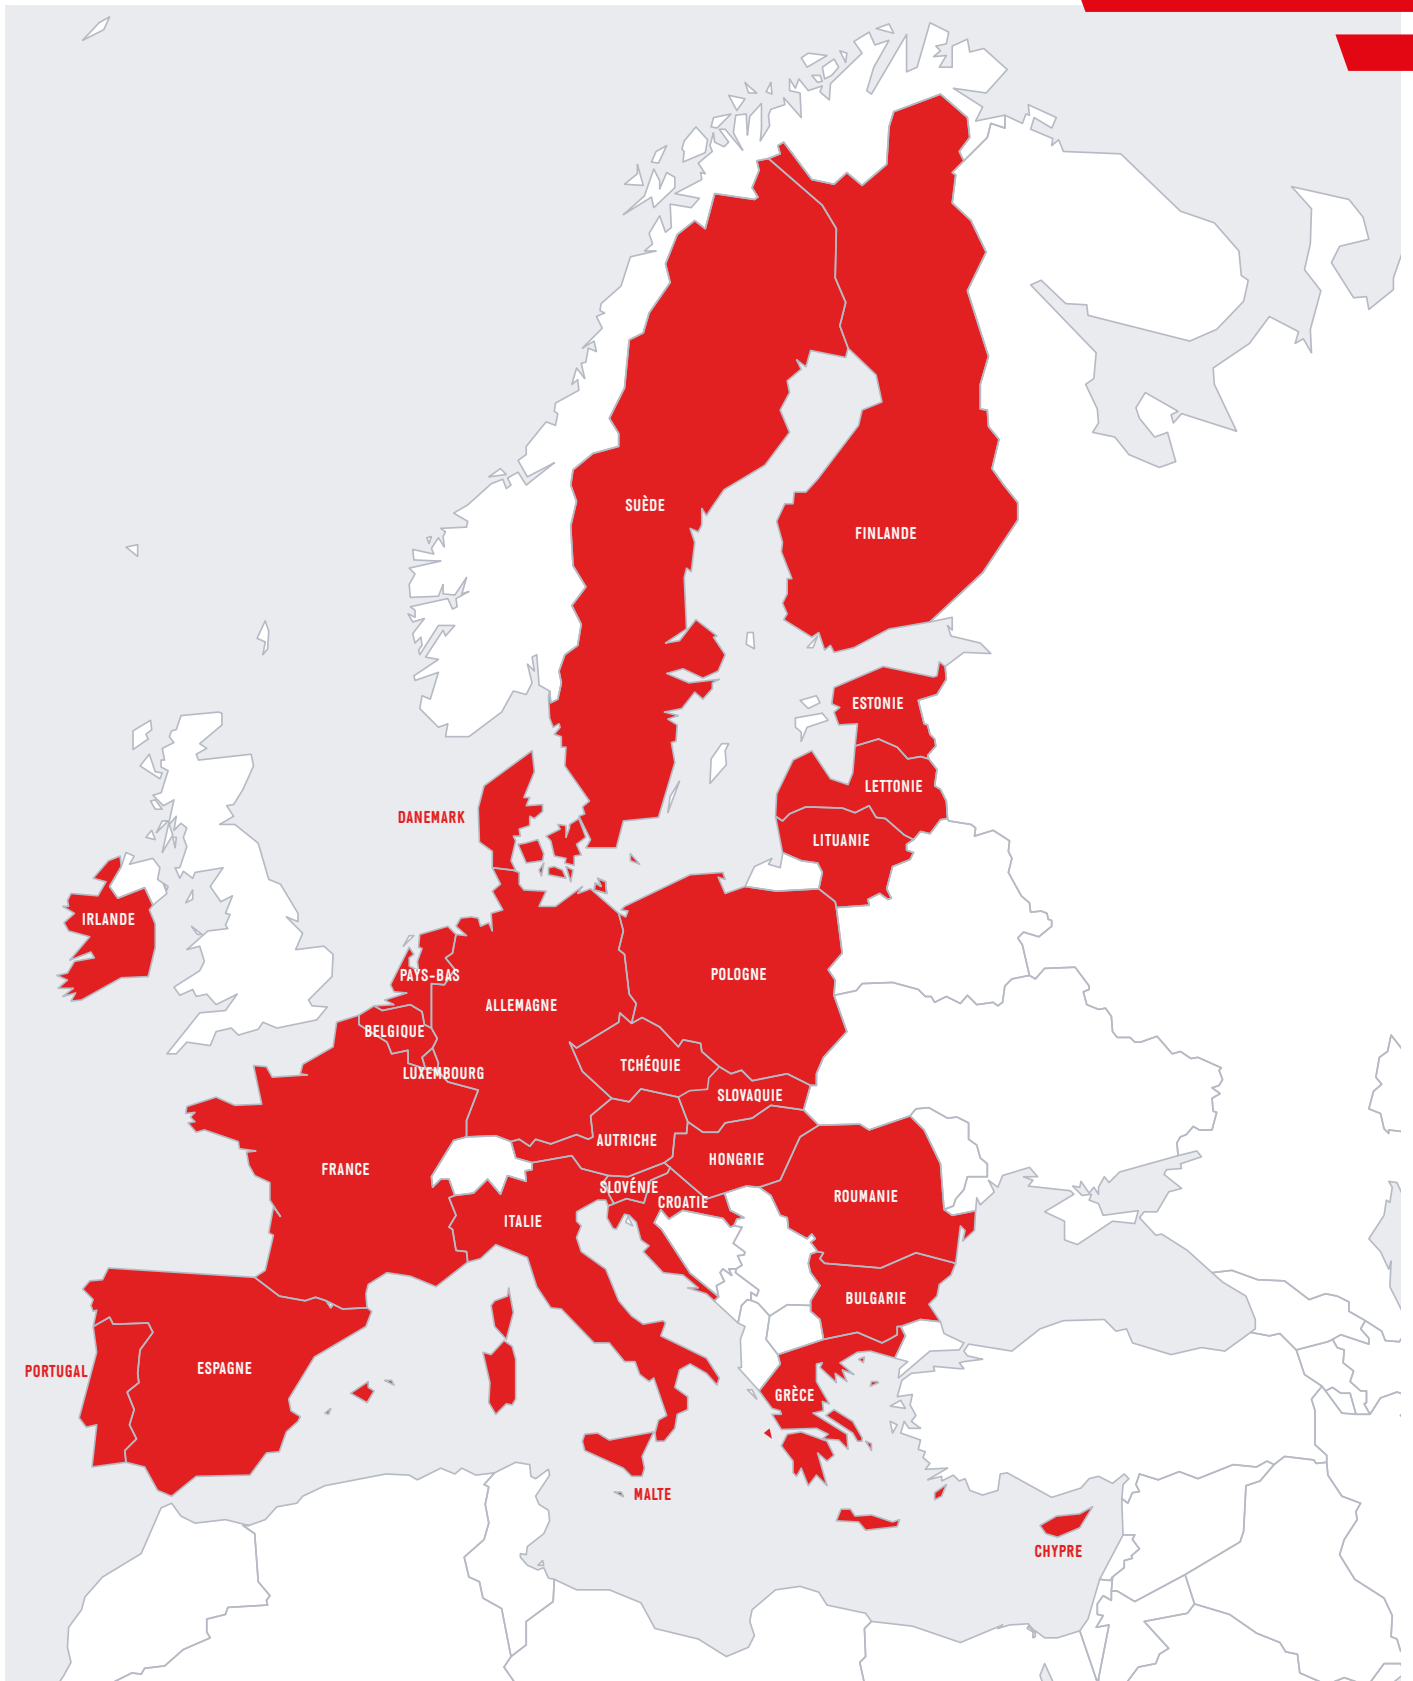 SUÈDE
FINLANDE
ESTONIE
LETTONIE
DANEMARK
LITUANIE
IRLANDE
PAYS-BAS
POLOGNE
ALLEMAGNE
BELGIQUE
TCHÉQUIE
LUXEMBOURG
SLOVAQUIE
AUTRICHE
HONGRIE
FRANCE
SLOVÉNIE
CROATIE
ROUMANIE
ITALIE
BULGARIE
PORTUGAL
ESPAGNE
GRÈCE
MALTE
CHYPRE